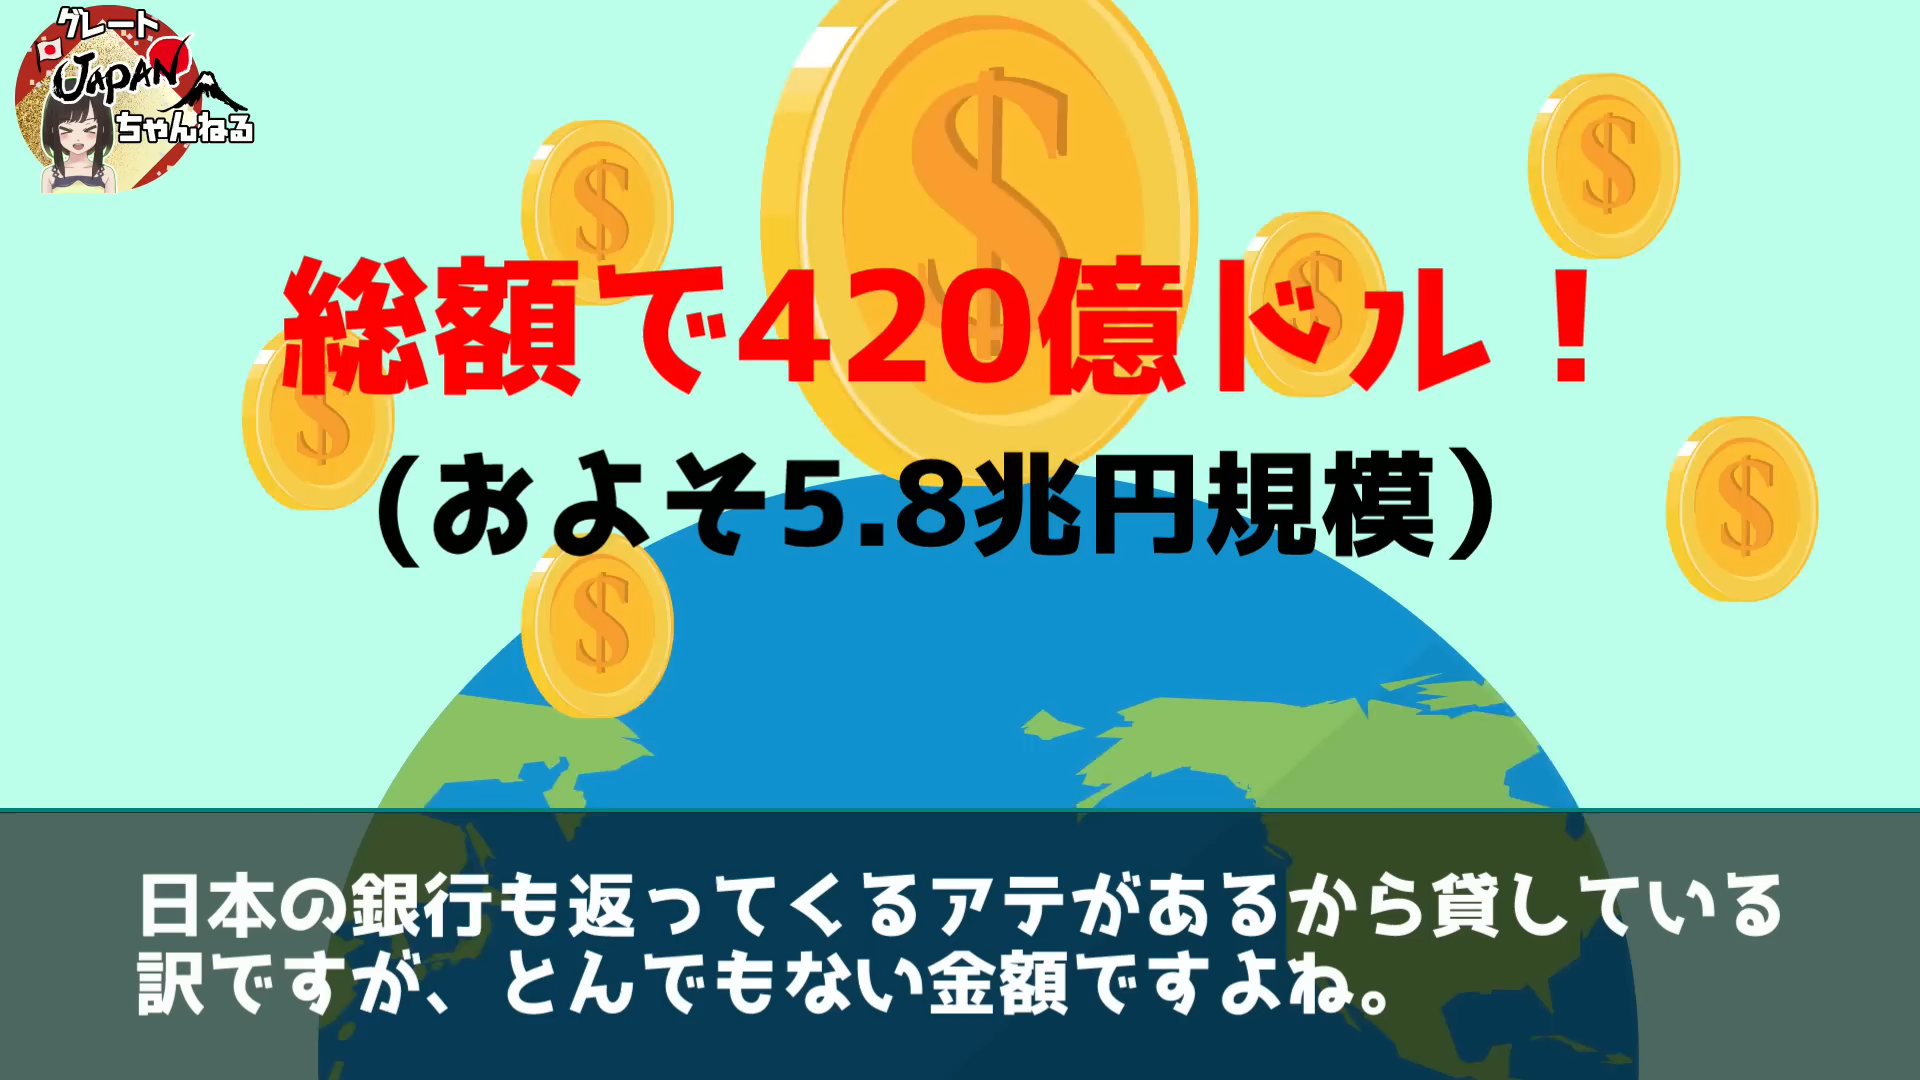 グレート
JAPAN
ちゃんねる
総額で420億ドル！
(およそ5.8兆円規模)
日本の銀行も返ってくるアテがあるから貸している
訳ですが、とんでもない金額ですよね。